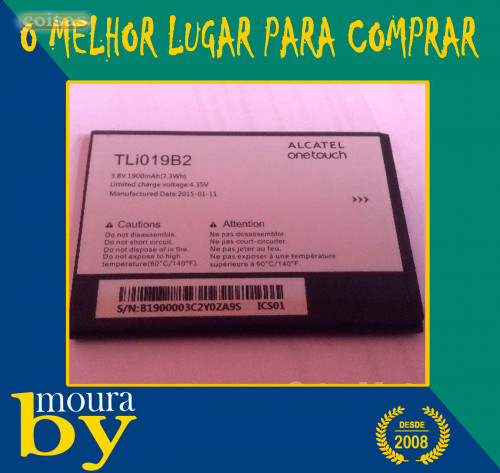 coisas
O MELHOR LUGAR PARA COMPRAR
TLi019B2
3.8V 1900mAh(7.3Wh)
Limited charge voltage:4.35V
Manufactured Date:2015-01-11
ALCATEL
onetouch
>>>
Cautions
Do not disassemble.
Do not short circuit.
Do not dispose of in fire.
Do not expose to high
temperature(60°C/140°F).
Attention
Ne pas desassembler.
Ne pas court-circuiter.
Ne pas jeter au feu.
Ne pas exposer à température
supérieure à 60°C/140°F.
S/N:B1900003C2Y0ZA9S ICS01
moura
by
DESDE
2008